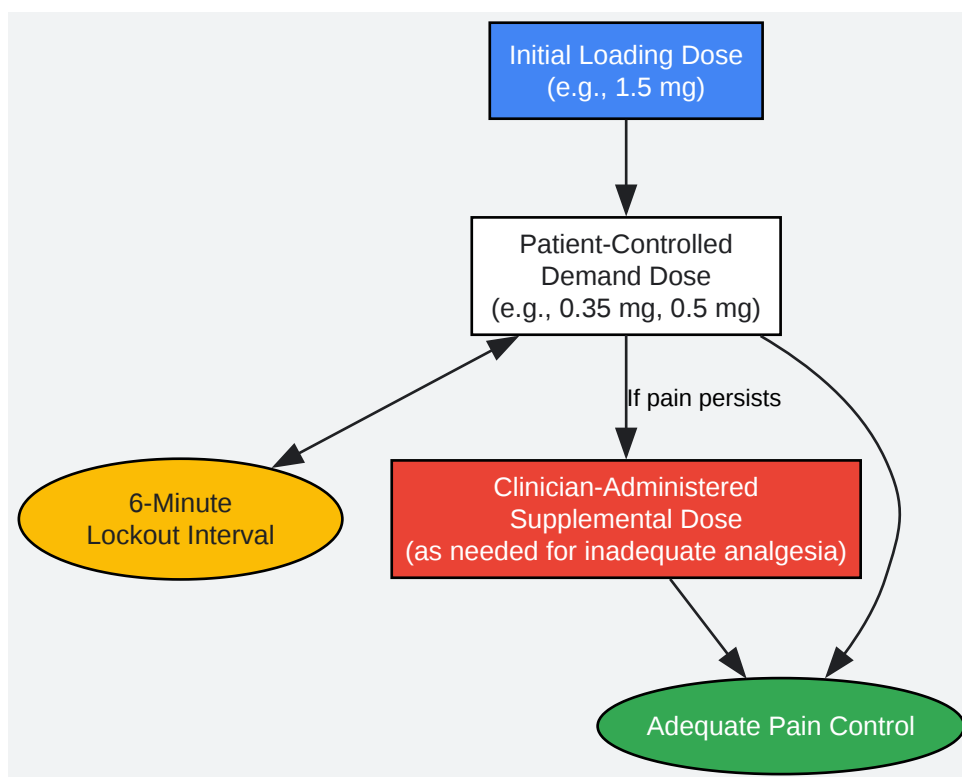 Initial Loading Dose
(e.g., 1.5 mg)
Patient-Controlled
Demand Dose
(e.g., 0.35 mg, 0.5 mg)
If pain persists
6-Minute
Lockout Interval
Clinician-Administered
Supplemental Dose
(as needed for inadequate analgesia)
Adequate Pain Control